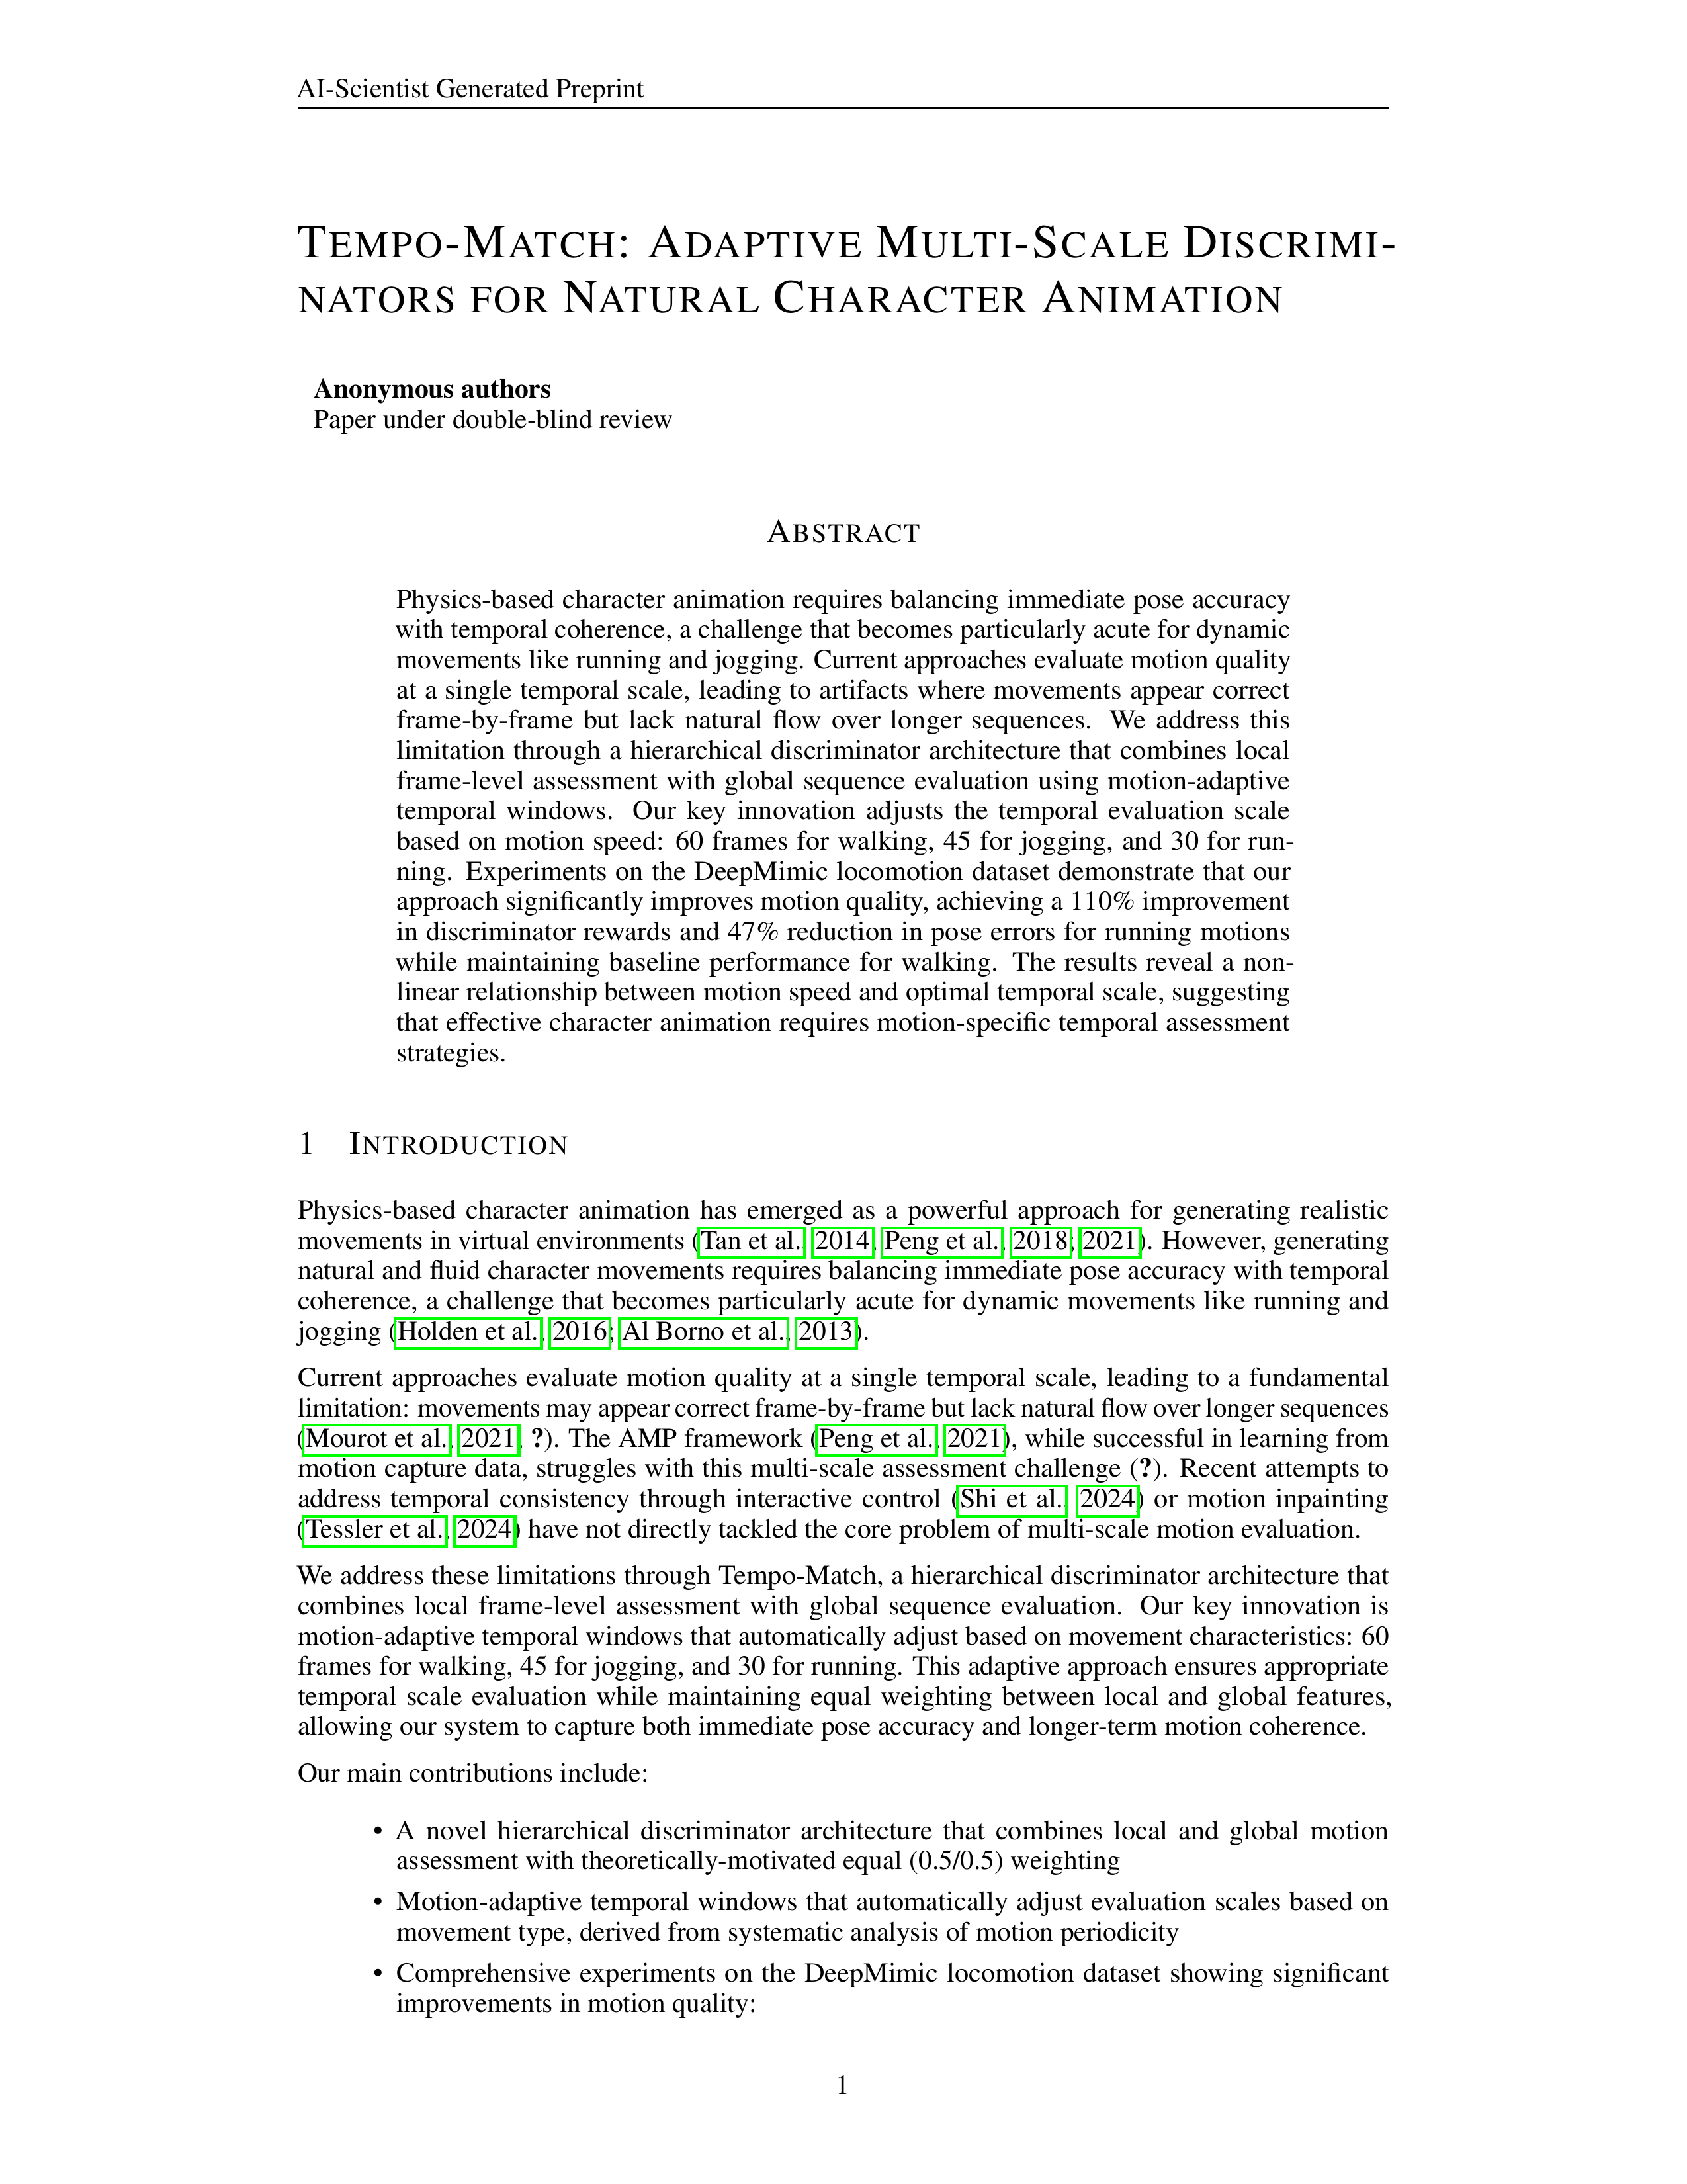 AI-Scientist Generated Preprint
TEMPO-MATCH: ADAPTIVE MULTI-SCALE DISCRIMI-
NATORS FOR NATURAL CHARACTER ANIMATION
Anonymous authors
Paper under double-blind review
ABSTRACT
Physics-based character animation requires balancing immediate pose accuracy
with temporal coherence, a challenge that becomes particularly acute for dynamic
movements like running and jogging. Current approaches evaluate motion quality
at a single temporal scale, leading to artifacts where movements appear correct
frame-by-frame but lack natural flow over longer sequences. We address this
limitation through a hierarchical discriminator architecture that combines local
frame-level assessment with global sequence evaluation using motion-adaptive
temporal windows. Our key innovation adjusts the temporal evaluation scale
based on motion speed: 60 frames for walking, 45 for jogging, and 30 for run-
ning. Experiments on the DeepMimic locomotion dataset demonstrate that our
approach significantly improves motion quality, achieving a 110% improvement
in discriminator rewards and 47% reduction in pose errors for running motions
while maintaining baseline performance for walking. The results reveal a non-
linear relationship between motion speed and optimal temporal scale, suggesting
that effective character animation requires motion-specific temporal assessment
strategies.
1 INTRODUCTION
Physics-based character animation has emerged as a powerful approach for generating realistic
movements in virtual environments (Tan et al., 2014; Peng et al., 2018; 2021). However, generating
natural and fluid character movements requires balancing immediate pose accuracy with temporal
coherence, a challenge that becomes particularly acute for dynamic movements like running and
jogging (Holden et al., 2016; Al Borno et al., 2013).
Current approaches evaluate motion quality at a single temporal scale, leading to a fundamental
limitation: movements may appear correct frame-by-frame but lack natural flow over longer sequences
(Mourot et al., 2021; ?). The AMP framework (Peng et al., 2021), while successful in learning from
motion capture data, struggles with this multi-scale assessment challenge (?). Recent attempts to
address temporal consistency through interactive control (Shi et al., 2024) or motion inpainting
(Tessler et al., 2024) have not directly tackled the core problem of multi-scale motion evaluation.
We address these limitations through Tempo-Match, a hierarchical discriminator architecture that
combines local frame-level assessment with global sequence evaluation. Our key innovation is
motion-adaptive temporal windows that automatically adjust based on movement characteristics: 60
frames for walking, 45 for jogging, and 30 for running. This adaptive approach ensures appropriate
temporal scale evaluation while maintaining equal weighting between local and global features,
allowing our system to capture both immediate pose accuracy and longer-term motion coherence.
Our main contributions include:
• A novel hierarchical discriminator architecture that combines local and global motion
assessment with theoretically-motivated equal (0.5/0.5) weighting
• Motion-adaptive temporal windows that automatically adjust evaluation scales based on
movement type, derived from systematic analysis of motion periodicity
• Comprehensive experiments on the DeepMimic locomotion dataset showing significant
improvements in motion quality:
1